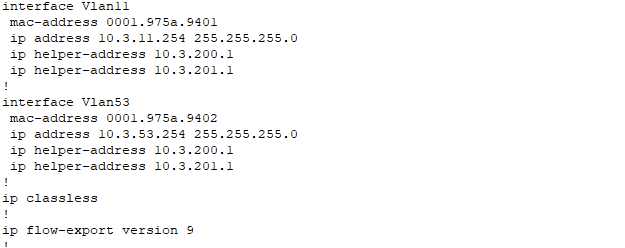 interface Vlan11
 mac-address 0001.975a.9401
 ip address 10.3.11.254 255.255.255.0
 ip helper-address 10.3.200.1
 ip helper-address 10.3.201.1
!
interface Vlan53
 mac-address 0001.975a.9402
 ip address 10.3.53.254 255.255.255.0
 ip helper-address 10.3.200.1
 ip helper-address 10.3.201.1
!
ip classless
!
ip flow-export version 9
!